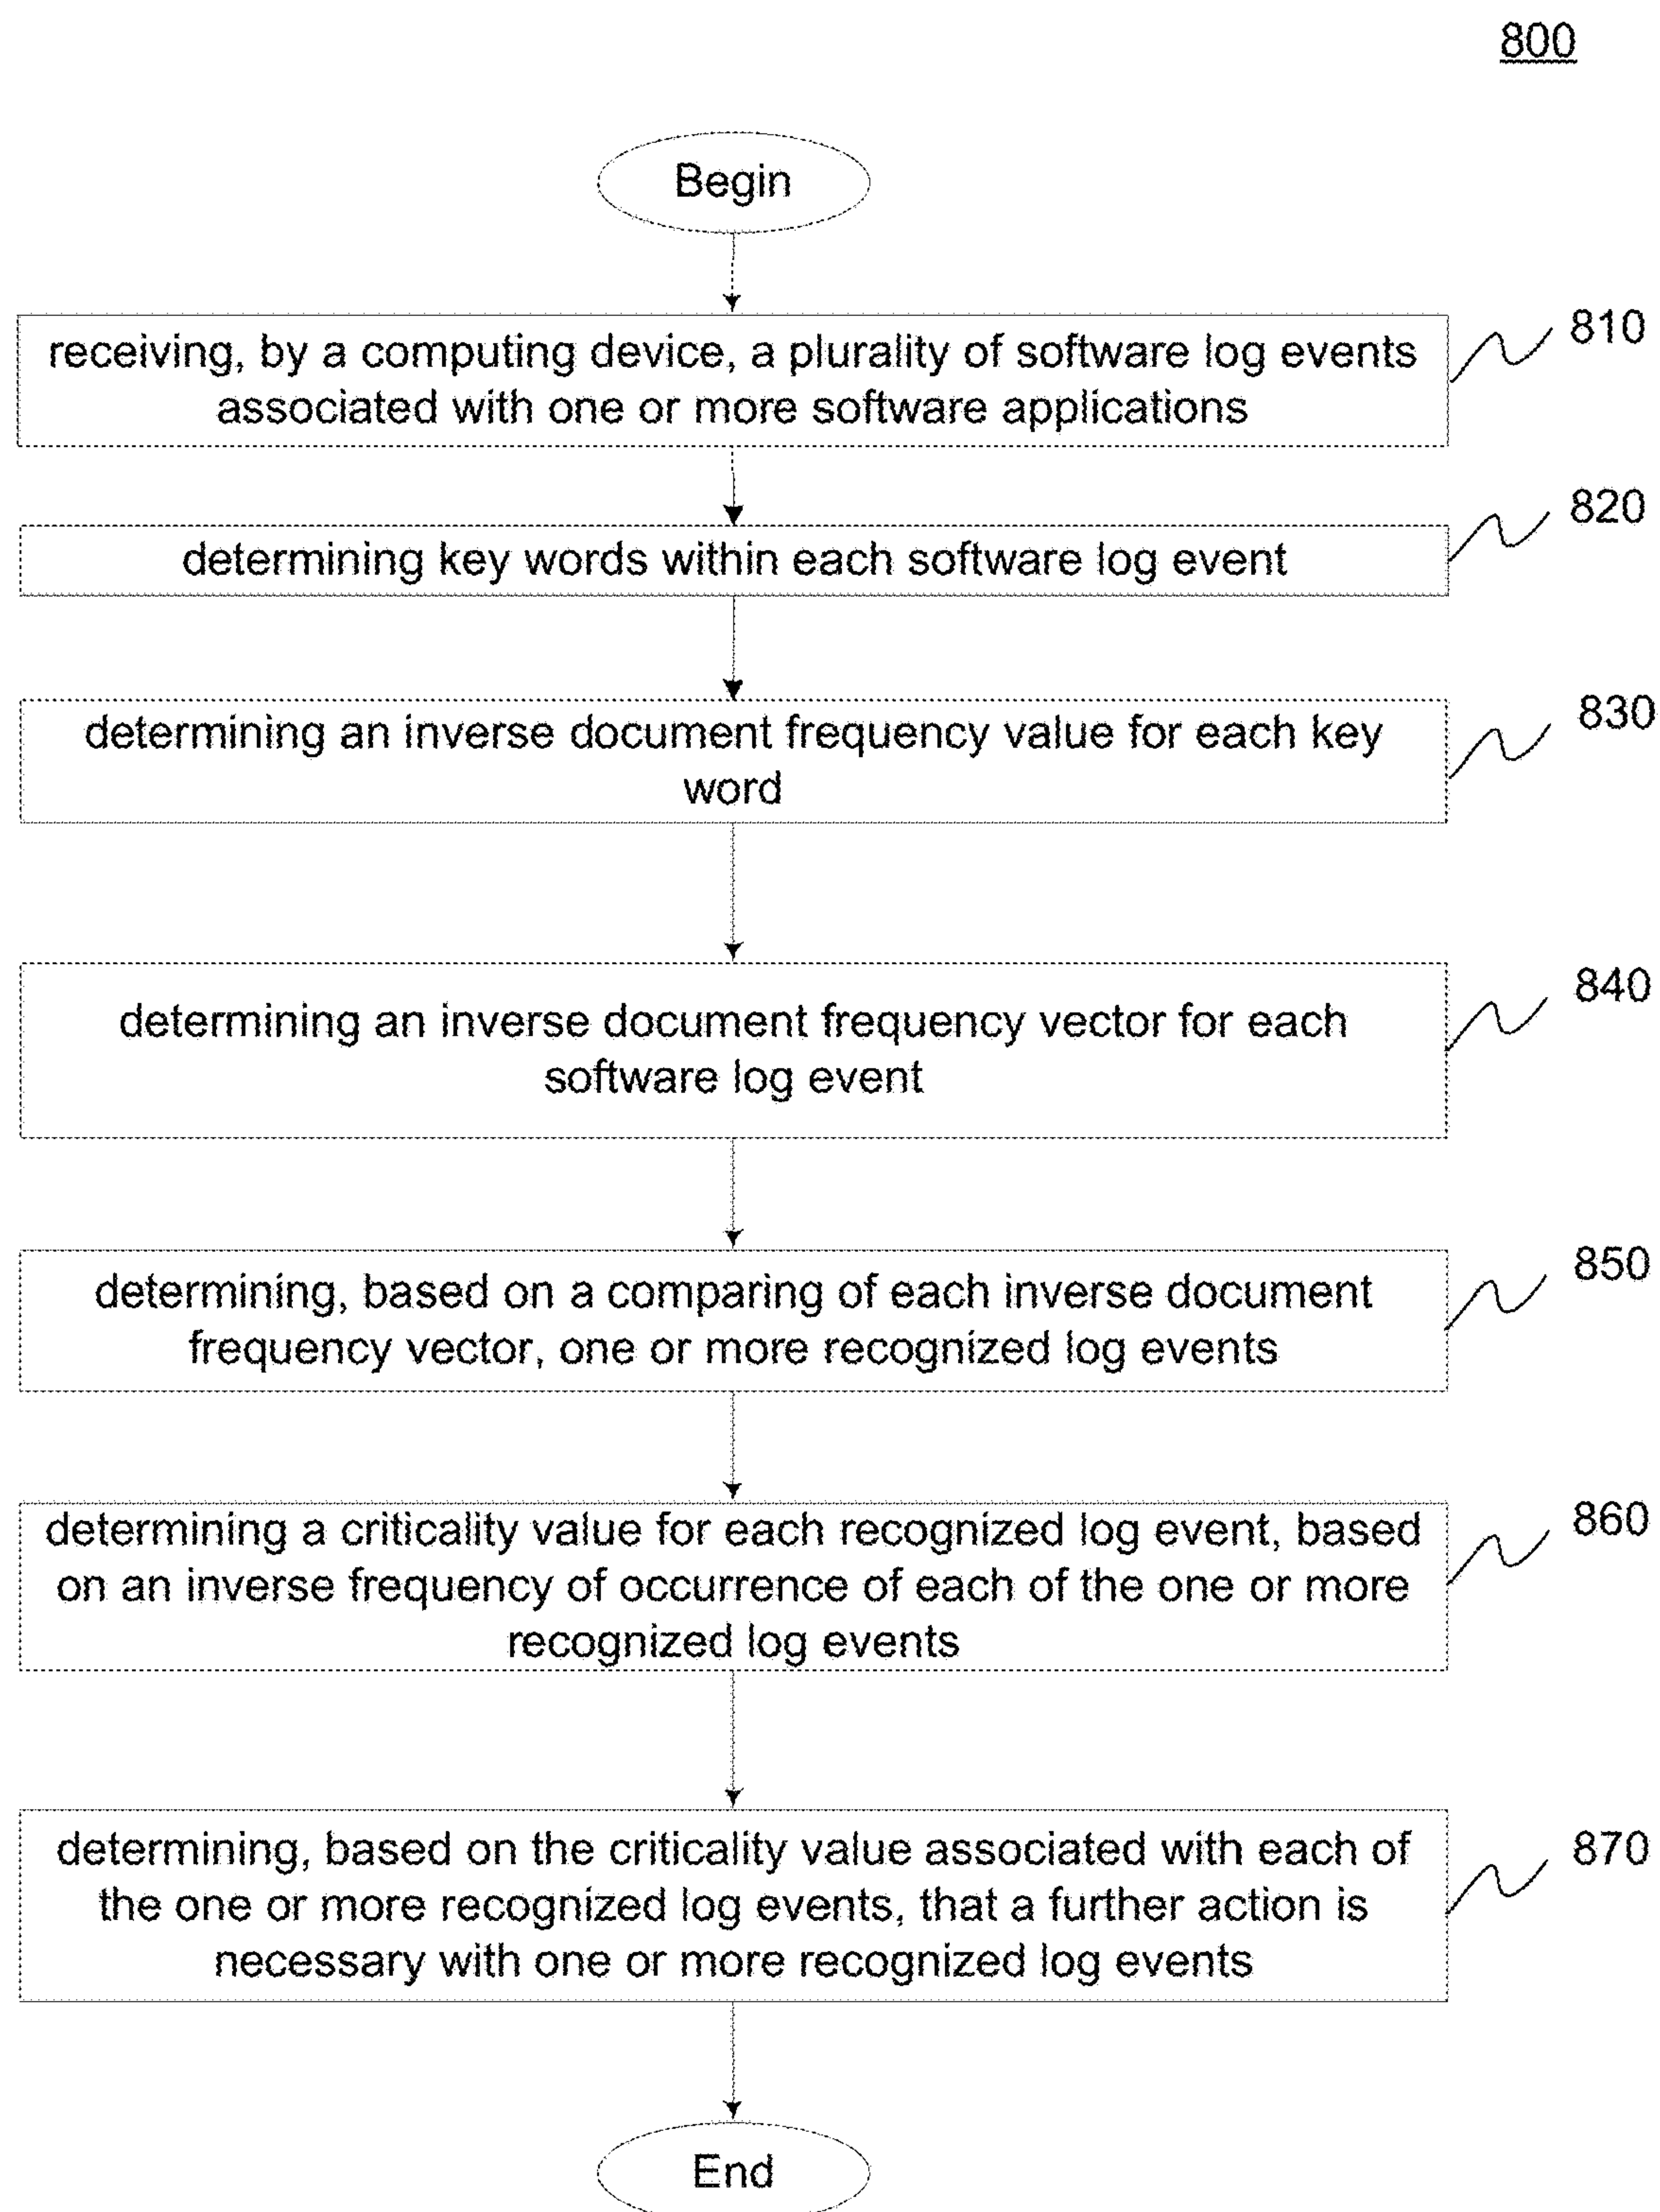 800
Begin
receiving, by a computing device, a plurality of software log events
associated with one or more software applications
810
determining key words within each software log event
820
determining an inverse document frequency value for each key
word
830
determining an inverse document frequency vector for each
software log event
840
determining, based on a comparing of each inverse document
frequency vector, one or more recognized log events
850
determining a criticality value for each recognized log event, based
on an inverse frequency of occurrence of each of the one or more
recognized log events
860
determining, based on the criticality value associated with each of
the one or more recognized log events, that a further action is
necessary with one or more recognized log events
870
End